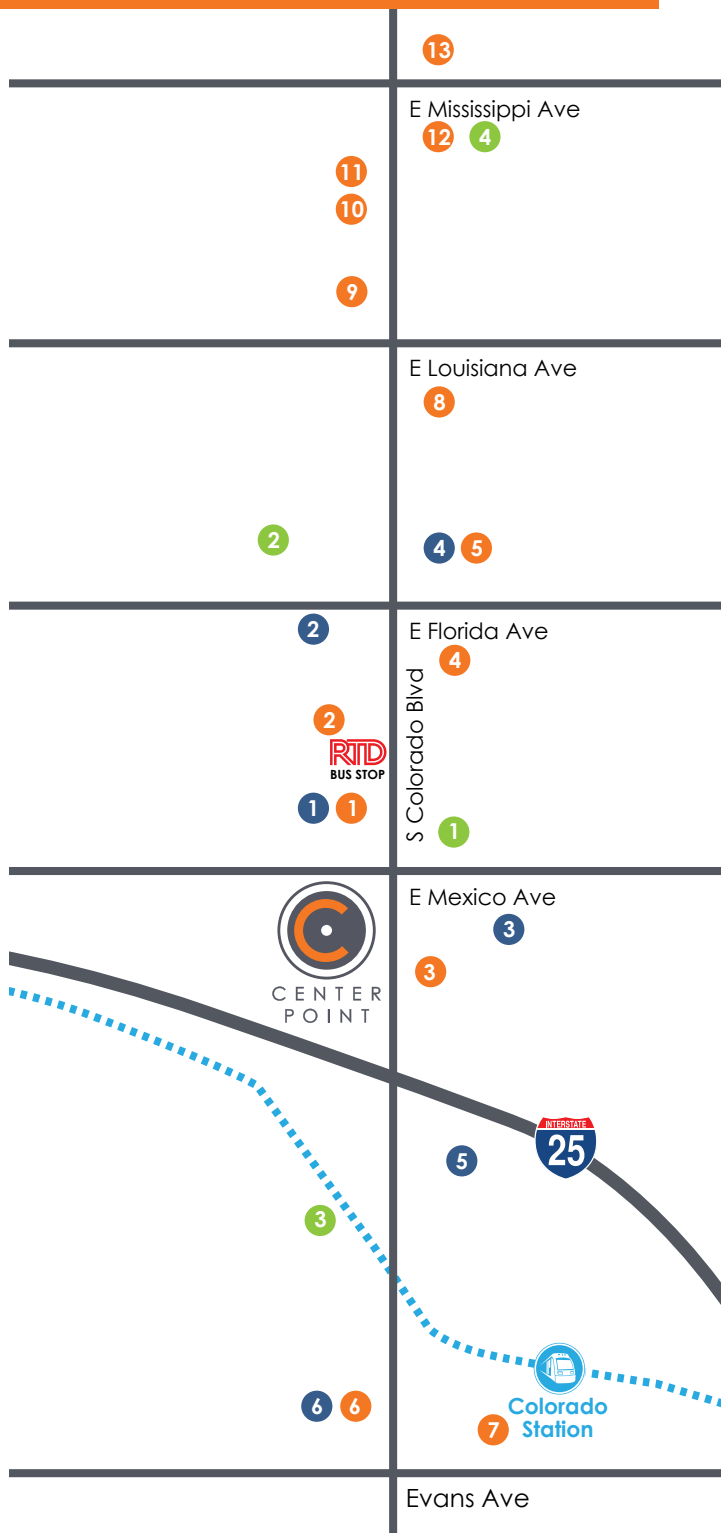 13
E Mississippi Ave
12 4
11
10
9
E Louisiana Ave
8
2
4 5
2
E Florida Ave
4
S Colorado Blvd
2
RTD
BUS STOP
1 1
1
E Mexico Ave
3
C
CENTER
POINT
3
INTERSTATE
25
5
3
Colorado
Station
6 6
7
Evans Ave